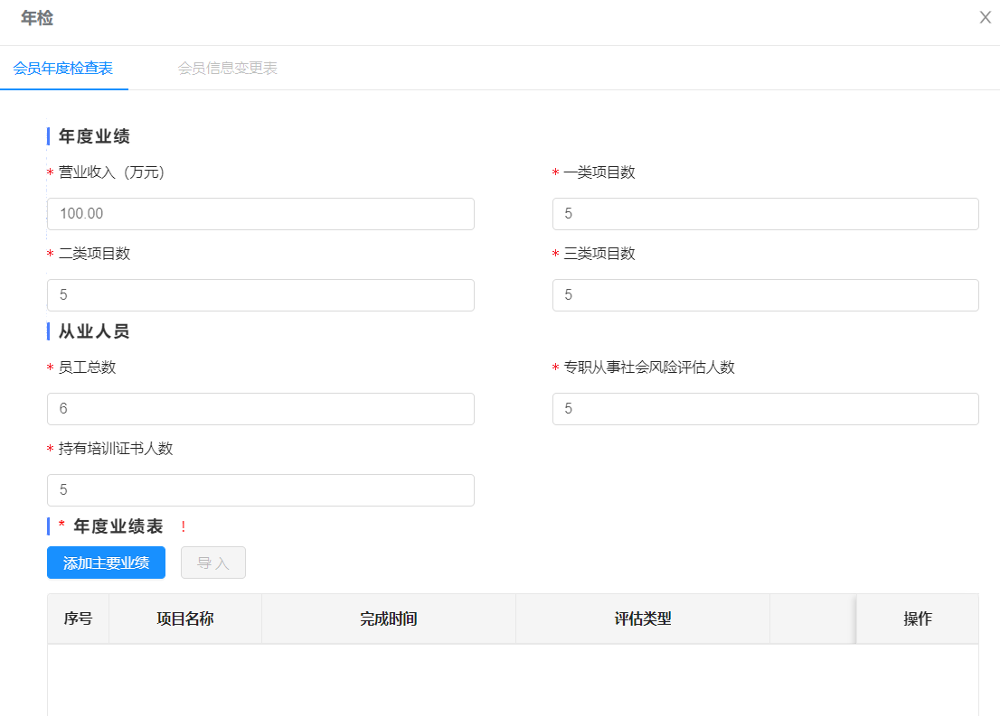 年检
会员年度检查表 会员信息变更表
年度业绩
* 营业收入（万元） * 一类项目数
100.00 5
* 二类项目数 * 三类项目数
5 5
从业人员
* 员工总数 * 专职从事社会风险评估人数
6 5
* 持有培训证书人数
5
* 年度业绩表 !
添加主要业绩 导入
序号 项目名称 完成时间 评估类型 操作